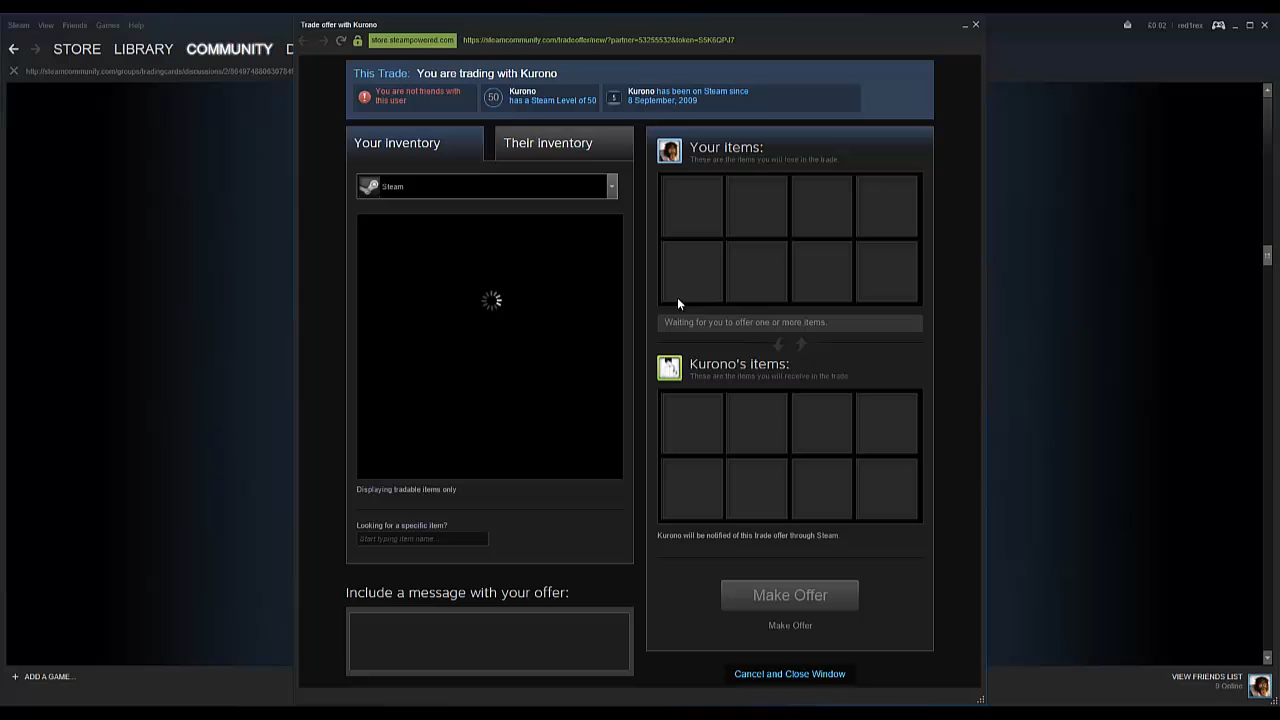 Steam View Friends Games Help
Trade offer with Kurono
£0.02 red1rex
STORE LIBRARY COMMUNITY D
store.steampowered.com
This Trade: You are trading with Kurono
You are not friends with this user
50
Kurono has a Steam Level of 50
Kurono has been on Steam since 8 September, 2009
Your Inventory
Their Inventory
Steam
Displaying tradable items only
Looking for a specific item?
Start typing item name...
Include a message with your offer:
Your items:
These are the items you will lose in the trade.
Waiting for you to offer one or more items.
Kurono's items:
These are the items you will receive in the trade
Kurono will be notified of this trade offer through Steam.
Make Offer
Make Offer
Cancel and Close Window
+ ADD A GAME...
VIEW FRIENDS LIST
9 Online